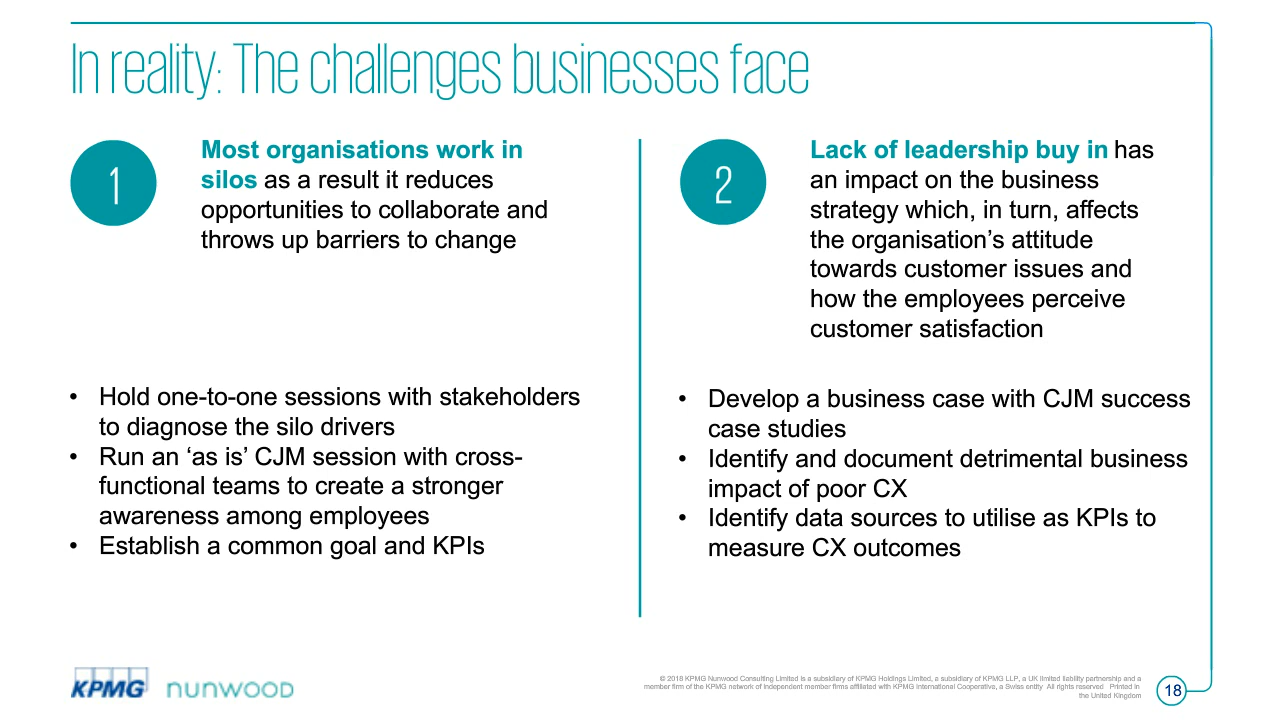 In reality: The challenges businesses face
1
Most organisations work in
silos as a result it reduces
opportunities to collaborate and
throws up barriers to change
• Hold one-to-one sessions with stakeholders
to diagnose the silo drivers
• Run an ‘as is’ CJM session with cross-
functional teams to create a stronger
awareness among employees
• Establish a common goal and KPIs
2
Lack of leadership buy in has
an impact on the business
strategy which, in turn, affects
the organisation’s attitude
towards customer issues and
how the employees perceive
customer satisfaction
• Develop a business case with CJM success
case studies
• Identify and document detrimental business
impact of poor CX
• Identify data sources to utilise as KPIs to
measure CX outcomes
KPMG nunwood
© 2018 KPMG Nunwood Consulting Limited is a subsidiary of KPMG Holdings Limited, a subsidiary of KPMG LLP, a UK limited liability partnership and a
member firm of the KPMG network of independent member firms affiliated with KPMG International Cooperative, a Swiss entity All rights reserved Printed in
the United Kingdom
18